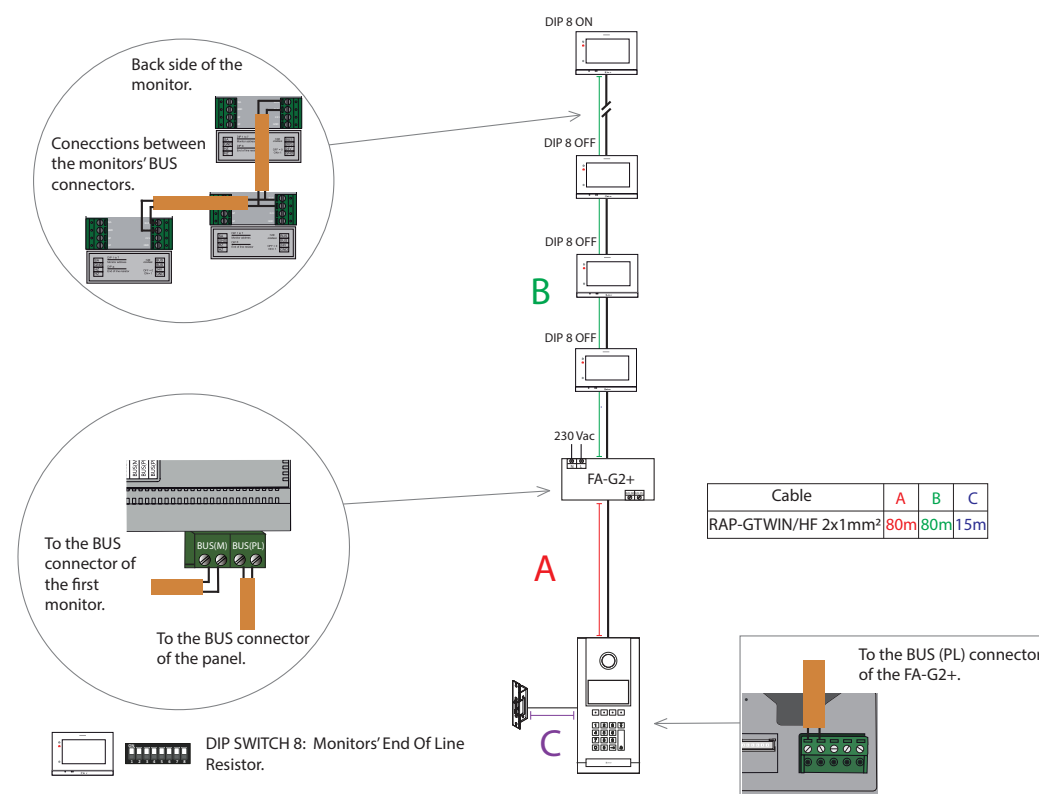 DIP 8 ON
Back side of the
monitor.
Conecctions between
the monitors' BUS
connectors.
DIP 8 OFF
DIP 8 OFF
B
DIP 8 OFF
230 Vac
FA-G2+
Cable A B C
RAP-GTWIN/HF 2x1mm² 80m 80m 15m
BUS(M) BUS(PL)
To the BUS
connector of
the first
monitor.
To the BUS connector
of the panel.
A
To the BUS (PL) connector
of the FA-G2+.
C
DIP SWITCH 8: Monitors' End Of Line
Resistor.